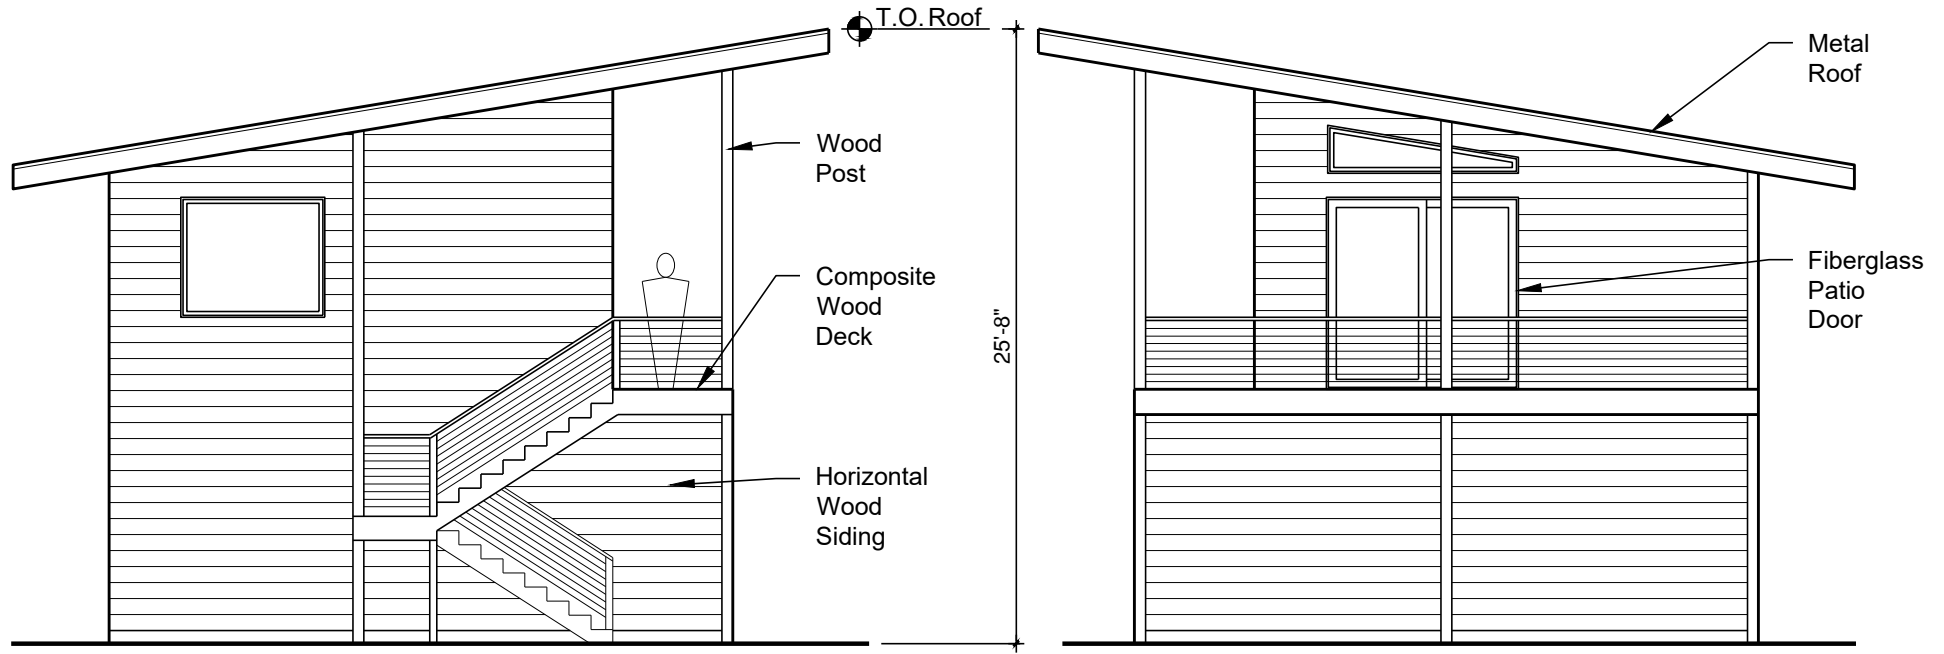 T.O. Roof
Metal
Roof
Wood
Post
Composite
Wood
Deck
Fiberglass
Patio
Door
25'-8"
Horizontal
Wood
Siding